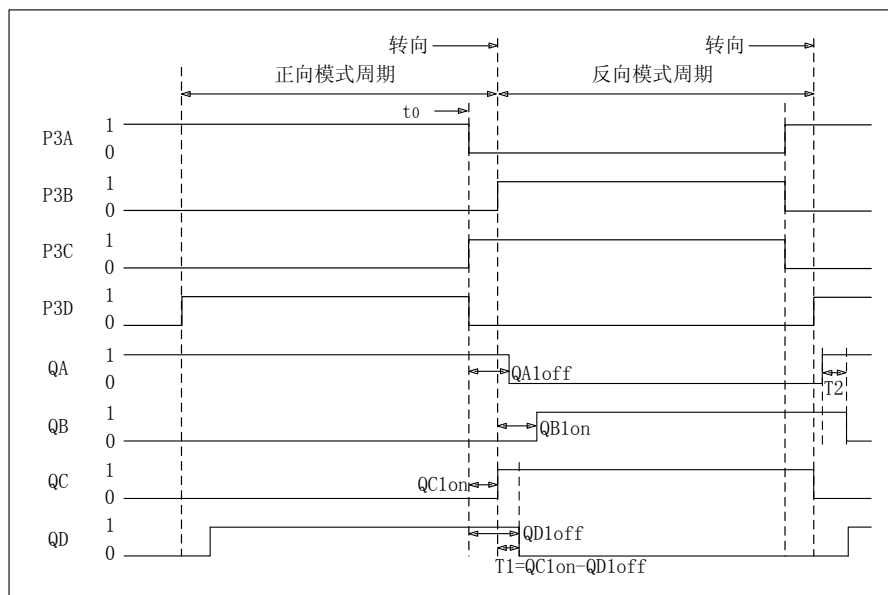 转向
转向
正向模式周期
反向模式周期
t0
P3A
1
0
P3B
1
0
P3C
1
0
P3D
1
0
QA
1
0
QA1off
T2
QB
1
0
QB1on
QC
1
0
QC1on
QD
1
0
QD1off
T1=QC1on-QD1off